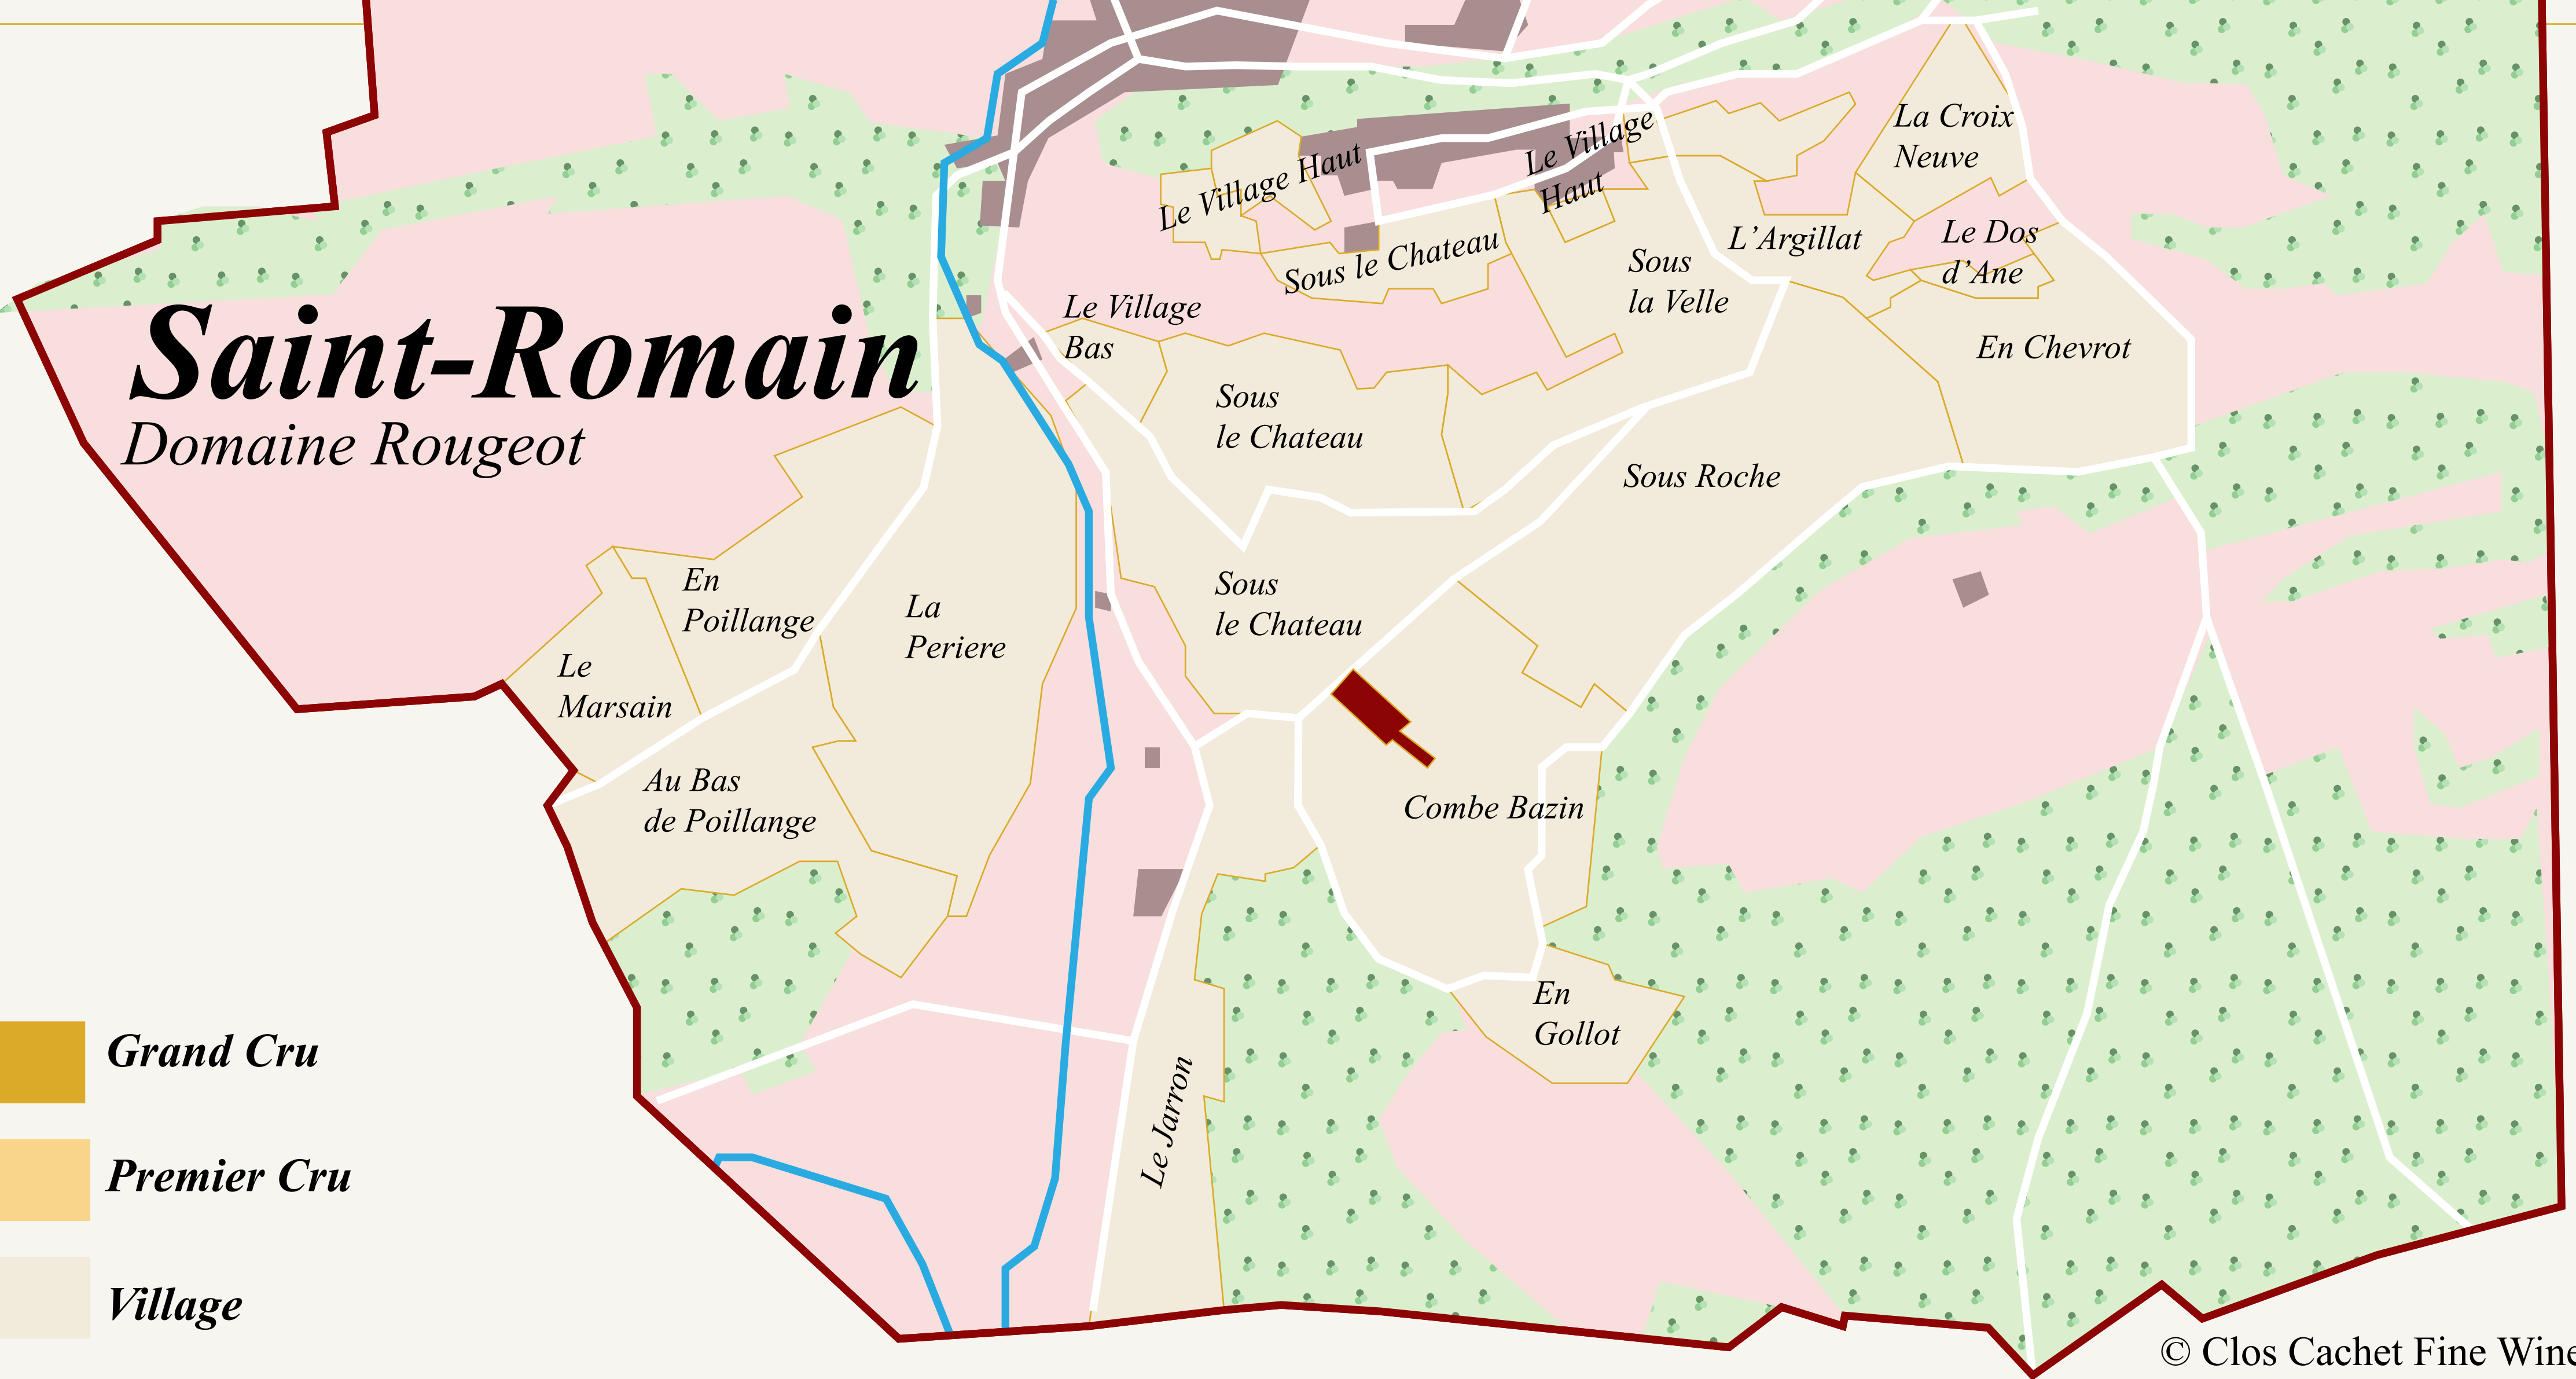 Saint-Romain
Domaine Rougeot
La Croix
Neuve
Le Village Haut
Le Village
Haut
L'Argillat
Le Dos
d'Ane
Sous le Chateau
Sous
la Velle
Le Village
Bas
En Chevrot
Sous
le Chateau
Sous Roche
En
Poillange
La
Periere
Sous
le Chateau
Le
Marsain
Au Bas
de Poillange
Combe Bazin
En
Gollot
Le Jarron
Grand Cru
Premier Cru
Village
© Clos Cachet Fine Wine